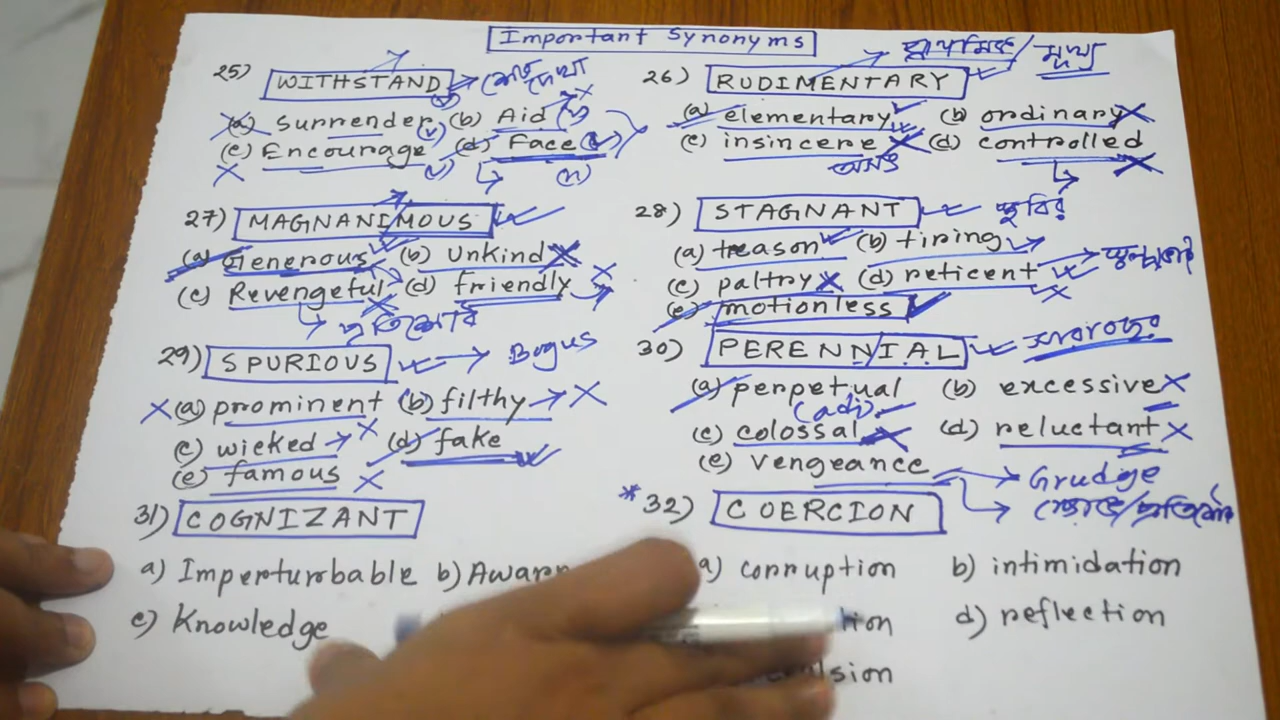 Important Synonyms
25) WITHSTAND
(a) Surrender (v) (b) Aid (v)
(c) Encourage (v) (d) Face (v)
(n)
26) RUDIMENTARY → প্রাথমিক/মুখ্য
(a) elementary (b) ordinary
(c) insincere (d) controlled
27) MAGNANIMOUS
(a) Generous (b) Unkind
(c) Revengeful (d) friendly
28) STAGNANT স্থবির
(a) treason (b) tiring
(c) paltry (d) reticent
(e) motionless
29) SPURIOUS → Bogus
(a) prominent (b) filthy
(c) wicked (d) fake
(e) famous
30) PERENNIAL
(a) perpetual (b) excessive
(adj)
(c) colossal (d) reluctant
(e) vengeance → Grudge
31) COGNIZANT
a) Imperturbable b)
c) Knowledge
*32) COERCION
a) corruption b) intimidation
d) reflection